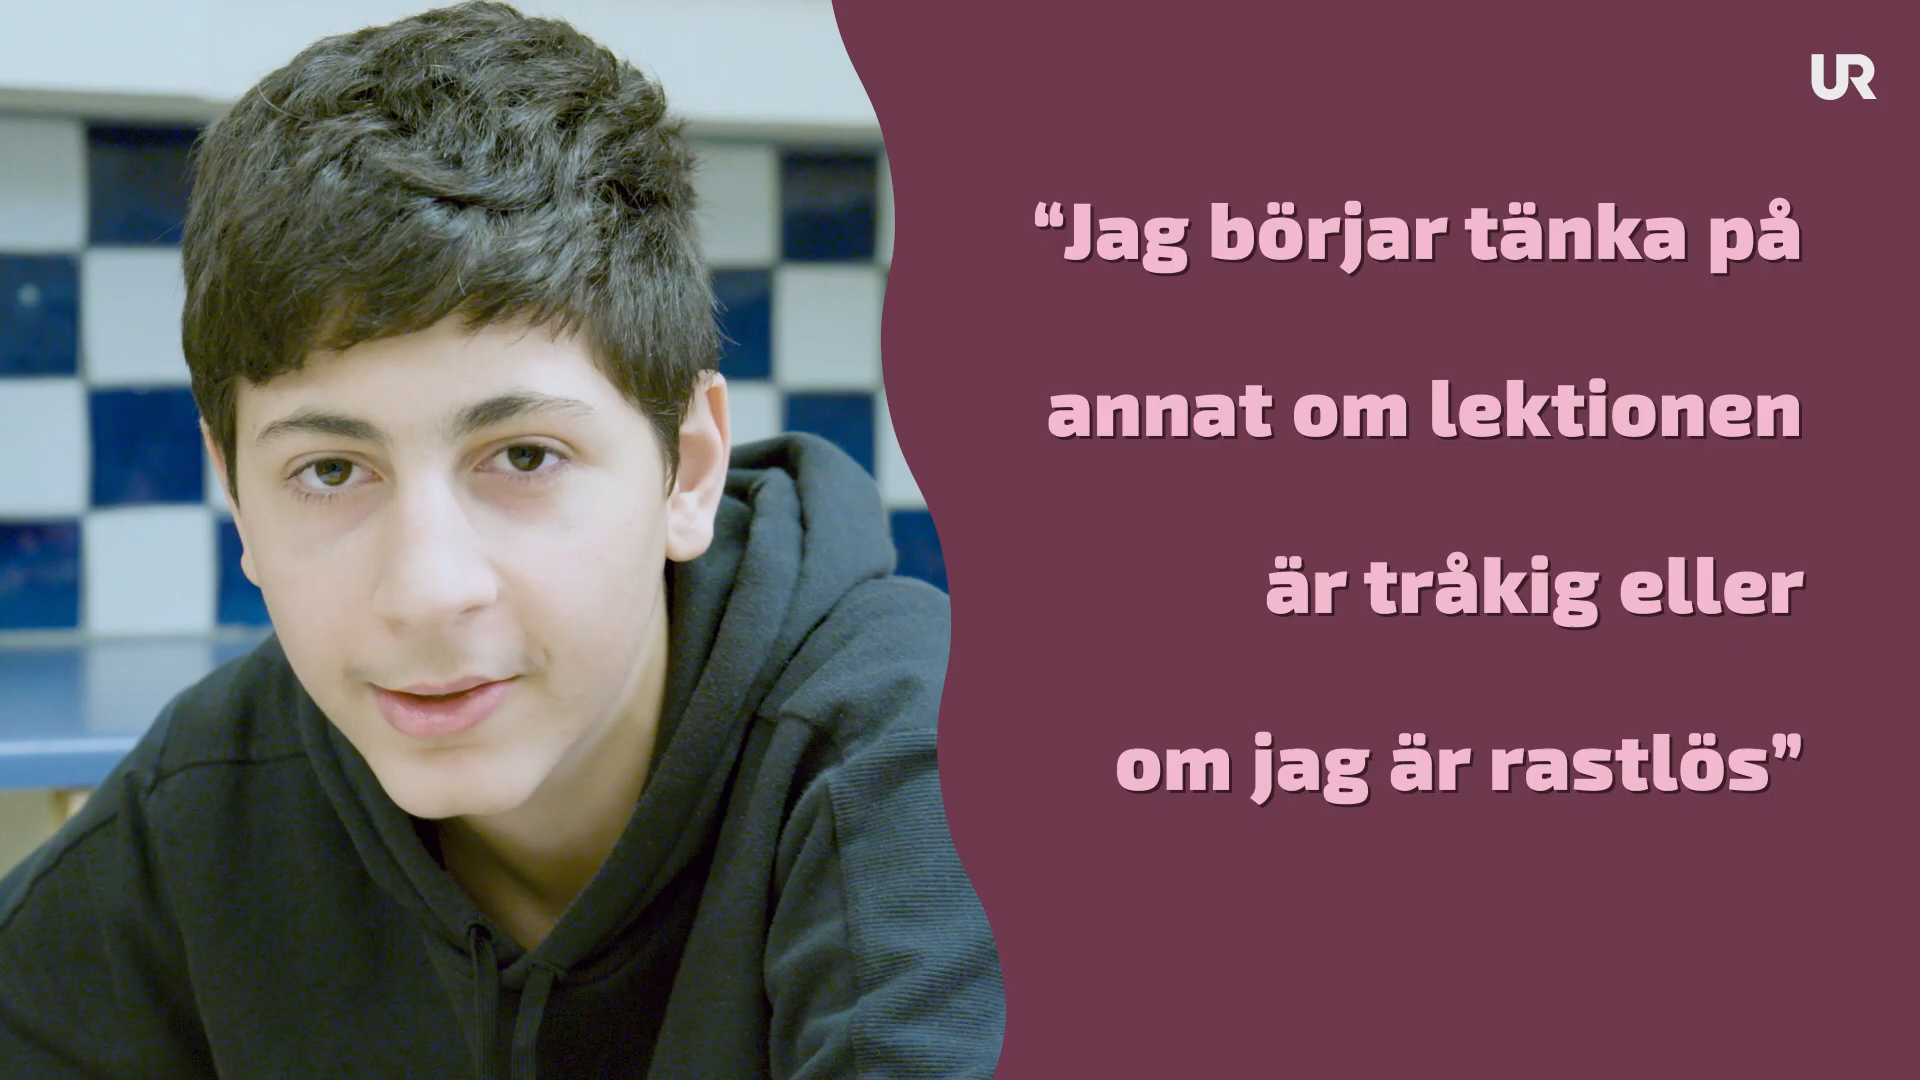 UR
“Jag börjar tänka på
annat om lektionen
är tråkig eller
om jag är rastlös”